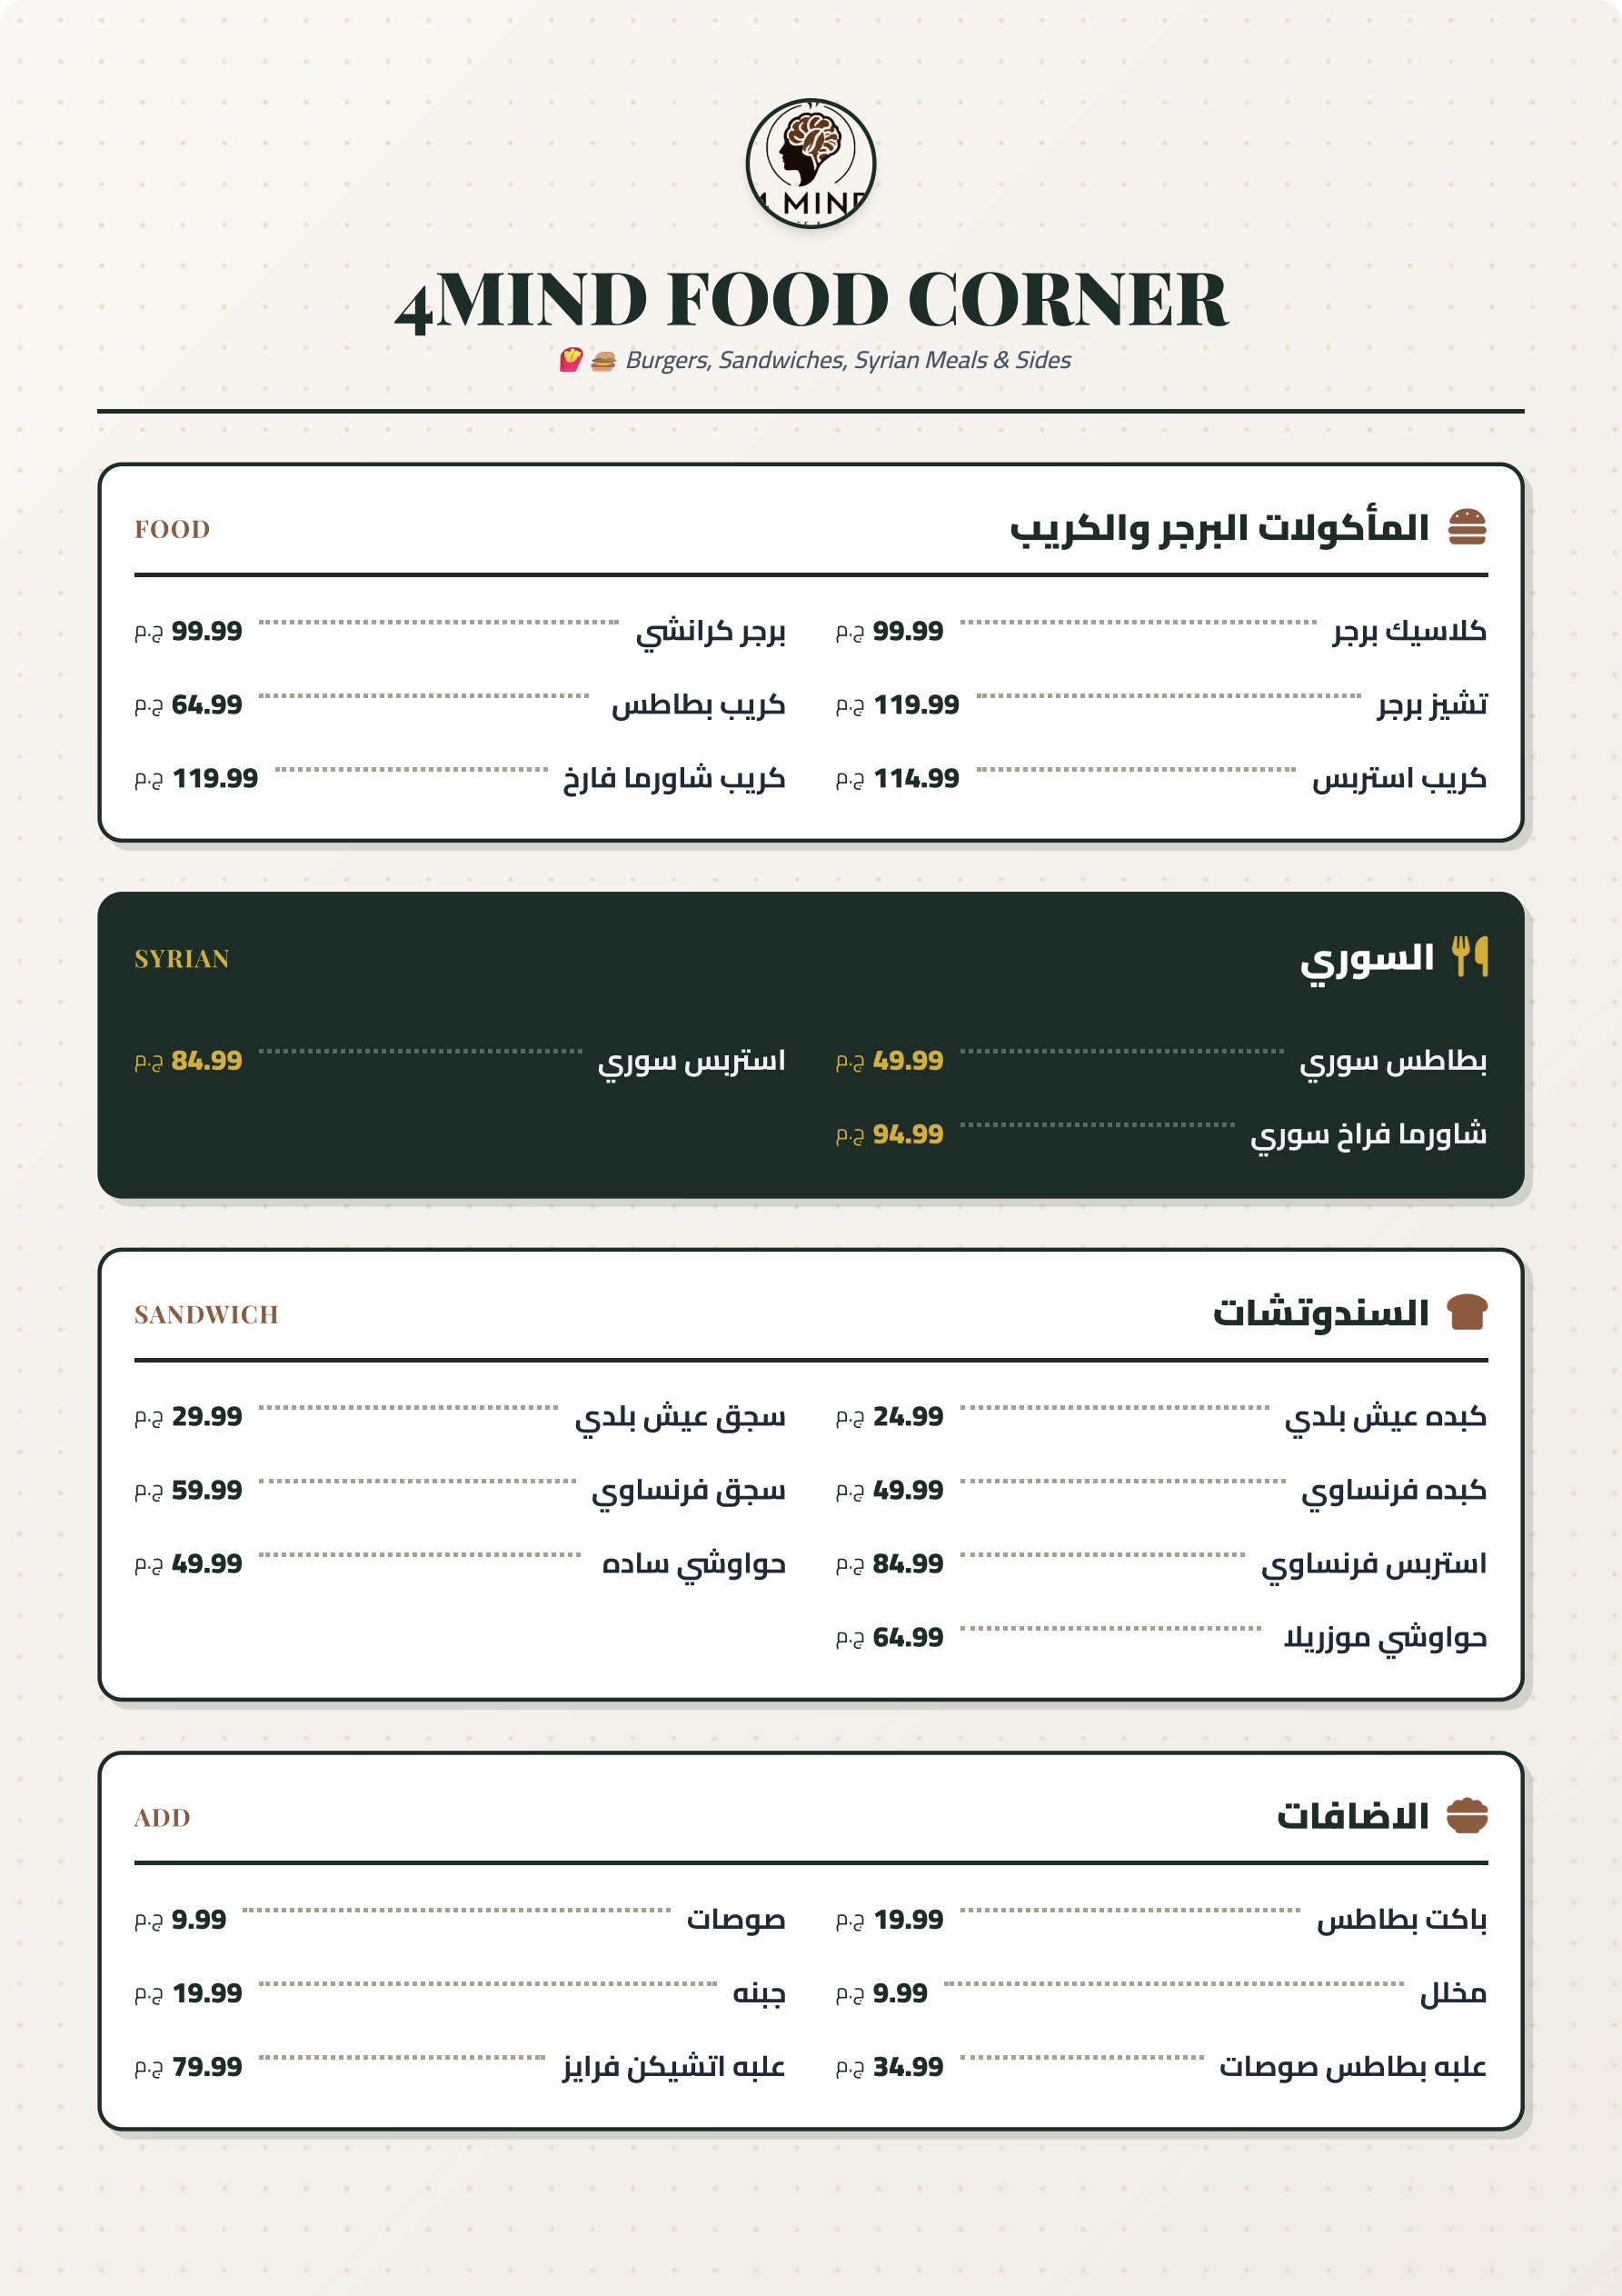 4 MIND
4MIND FOOD CORNER
🍟 🍔 Burgers, Sandwiches, Syrian Meals & Sides
المأكولات البرجر والكريب FOOD
كلاسيك برجر 99.99 ج.م برجر كرانشي 99.99 ج.م
تشيز برجر 119.99 ج.م كريب بطاطس 64.99 ج.م
كريب استربس 114.99 ج.م كريب شاورما فارخ 119.99 ج.م
السوري SYRIAN
بطاطس سوري 49.99 ج.م استربس سوري 84.99 ج.م
شاورما فراخ سوري 94.99 ج.م
السندوتشات SANDWICH
كبده عيش بلدي 24.99 ج.م سجق عيش بلدي 29.99 ج.م
كبده فرنساوي 49.99 ج.م سجق فرنساوي 59.99 ج.م
استربس فرنساوي 84.99 ج.م حواوشي ساده 49.99 ج.م
حواوشي موزريلا 64.99 ج.م
الاضافات ADD
باكت بطاطس 19.99 ج.م صوصات 9.99 ج.م
مخلل 9.99 ج.م جبنه 19.99 ج.م
علبه بطاطس صوصات 34.99 ج.م علبه اتشيكن فرايز 79.99 ج.م